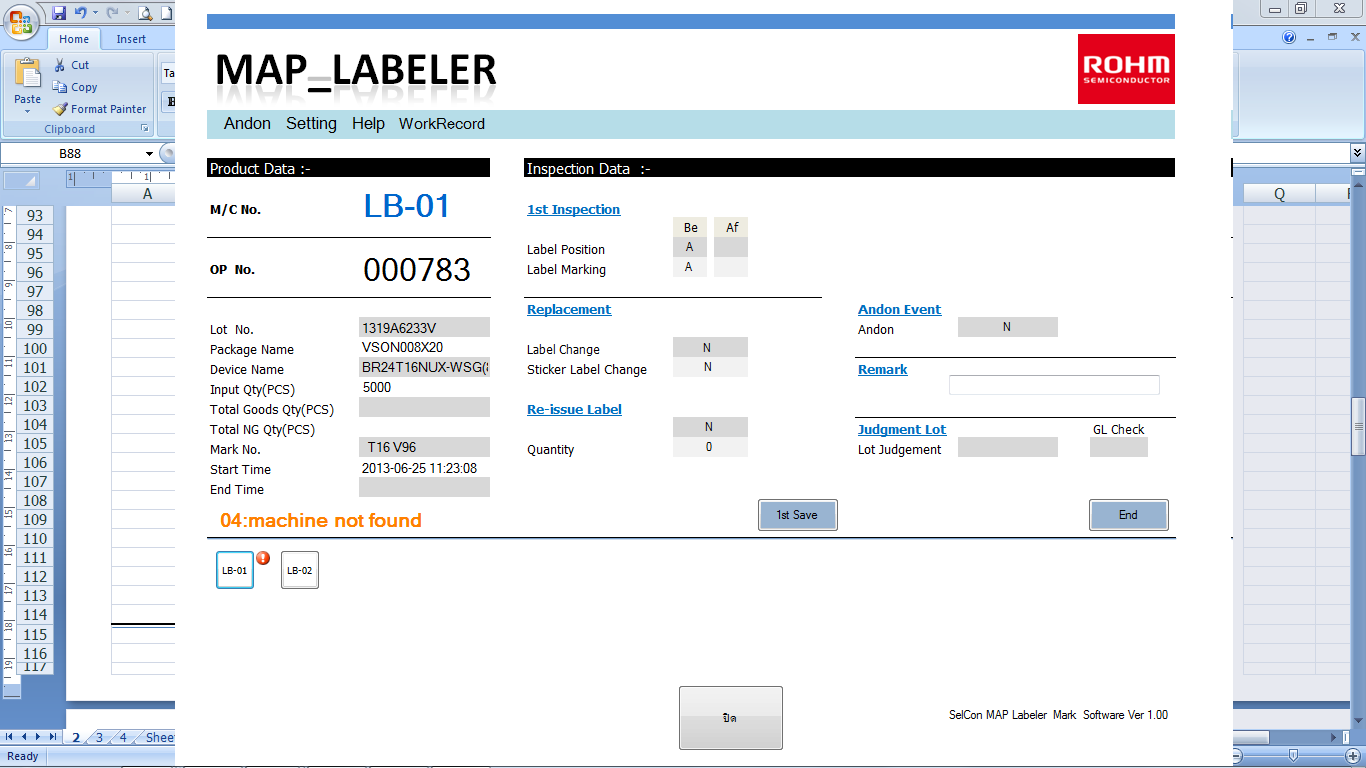 Home Insert
Cut
Copy
Format Painter
Paste
Clipboard
Ta
B
B88
A
Q
93
94
95
96
97
98
99
100
101
102
103
104
105
106
107
108
109
110
111
112
113
114
115
116
117
2 3 4 Sheet
Ready
MAP_LABELER
ROHM
SEMICONDUCTOR
Andon Setting Help WorkRecord
Product Data :-
M/C No. LB-01
OP No. 000783
Lot No. 1319A6233V
Package Name VSON008X20
Device Name BR24T16NUX-WSG(
Input Qty(PCS) 5000
Total Goods Qty(PCS)
Total NG Qty(PCS)
Mark No. T16 V96
Start Time 2013-06-25 11:23:08
End Time
04:machine not found
Inspection Data :-
1st Inspection
Be Af
Label Position A
Label Marking A
Replacement
Label Change N
Sticker Label Change N
Re-issue Label
N
Quantity 0
Andon Event
Andon N
Remark
Judgment Lot GL Check
Lot Judgement
1st Save End
LB-01 LB-02
ปิด
SelCon MAP Labeler Mark Software Ver 1.00